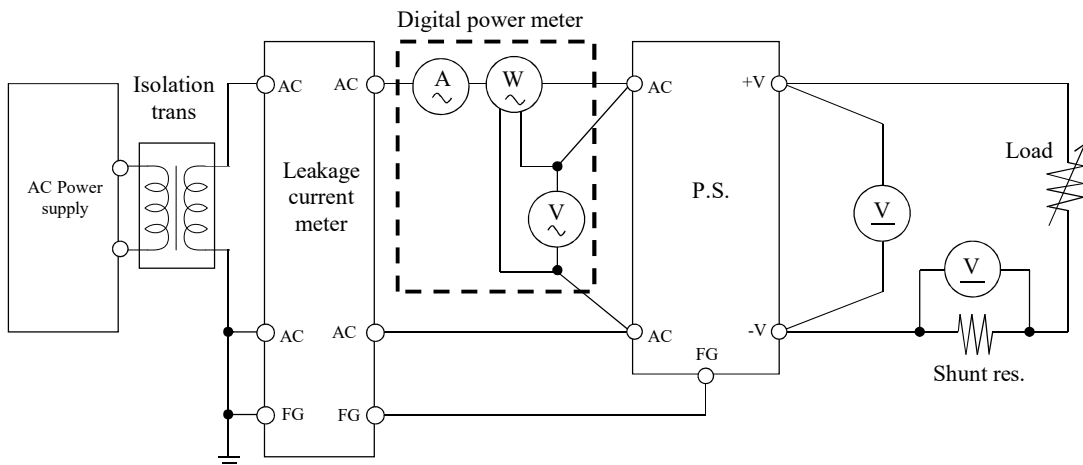 Digital power meter
Isolation
trans
AC
AC
A
W
AC
+V
Load
AC Power
supply
Leakage
current
meter
V
P.S.
V
V
AC
AC
AC
-V
FG
Shunt res.
FG
FG